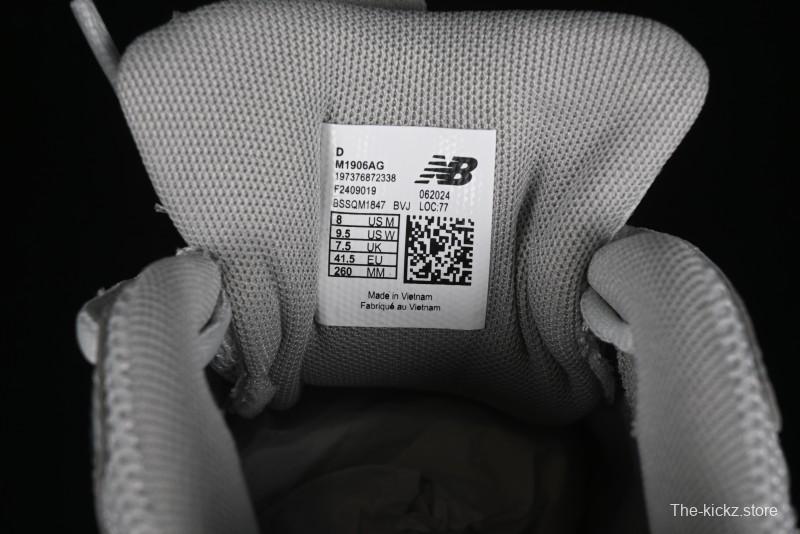 D
M1906AG
197376872338
F2409019
062024
BSSQM1847 BVJ LOC:77
NB
8 US M
9.5 US W
7.5 UK
41.5 EU
260 MM
Made in Vietnam
Fabriqué au Vietnam
The-kickz.store